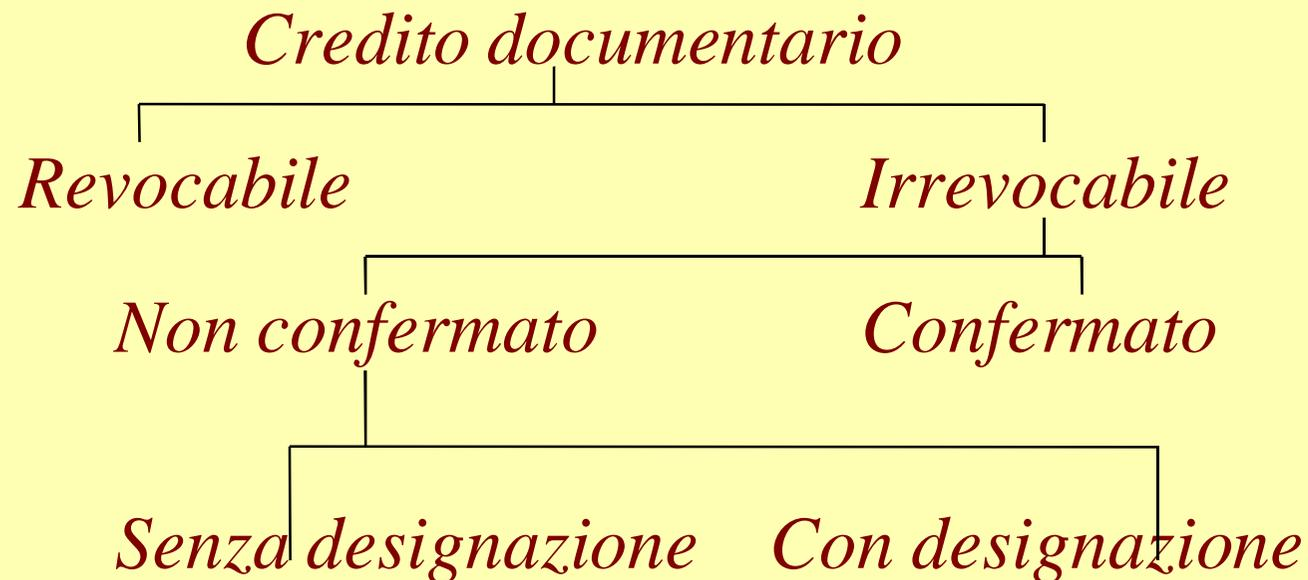 Credito documentario
Revocabile Irrevocabile
Non confermato Confermato
Senza designazione Con designazione